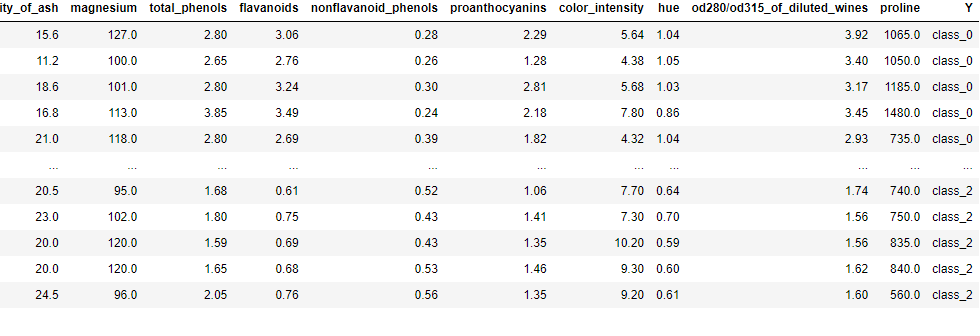 ity_of_ash magnesium total_phenols flavanoids nonflavanoid_phenols proanthocyanins color_intensity hue od280/od315_of_diluted_wines proline Y
15.6 127.0 2.80 3.06 0.28 2.29 5.64 1.04 3.92 1065.0 class_0
11.2 100.0 2.65 2.76 0.26 1.28 4.38 1.05 3.40 1050.0 class_0
18.6 101.0 2.80 3.24 0.30 2.81 5.68 1.03 3.17 1185.0 class_0
16.8 113.0 3.85 3.49 0.24 2.18 7.80 0.86 3.45 1480.0 class_0
21.0 118.0 2.80 2.69 0.39 1.82 4.32 1.04 2.93 735.0 class_0
... ... ... ... ... ... ... ... ... ... ...
20.5 95.0 1.68 0.61 0.52 1.06 7.70 0.64 1.74 740.0 class_2
23.0 102.0 1.80 0.75 0.43 1.41 7.30 0.70 1.56 750.0 class_2
20.0 120.0 1.59 0.69 0.43 1.35 10.20 0.59 1.56 835.0 class_2
20.0 120.0 1.65 0.68 0.53 1.46 9.30 0.60 1.62 840.0 class_2
24.5 96.0 2.05 0.76 0.56 1.35 9.20 0.61 1.60 560.0 class_2